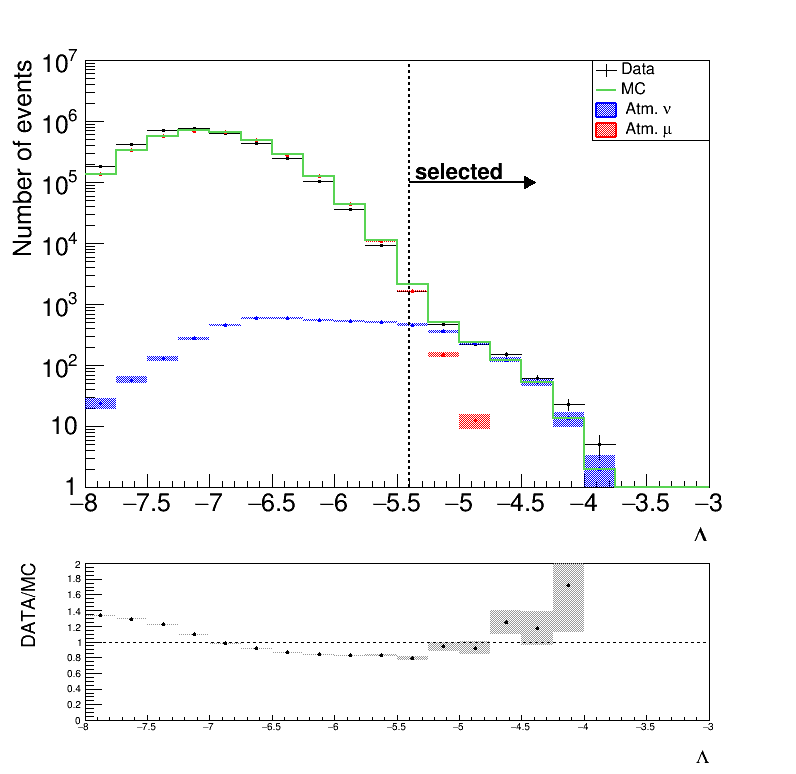 Number of events
10^7
10^6
10^5
10^4
10^3
10^2
10
1
Data
MC
Atm. ν
Atm. μ
selected
−8 −7.5 −7 −6.5 −6 −5.5 −5 −4.5 −4 −3.5 −3
Λ
DATA/MC
2
1.8
1.6
1.4
1.2
1
0.8
0.6
0.4
0.2
0
−8 −7.5 −7 −6.5 −6 −5.5 −5 −4.5 −4 −3.5 −3
Λ